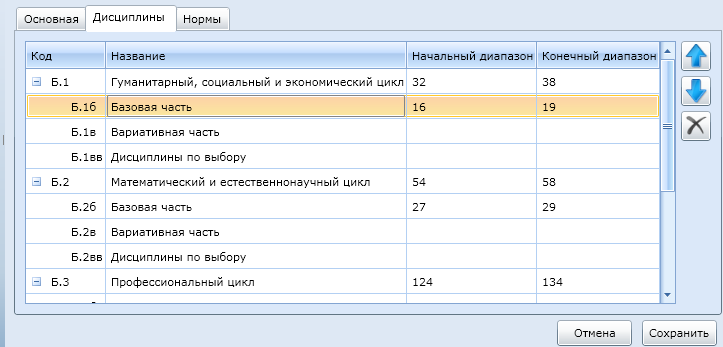 Основная Дисциплины Нормы
Код Название Начальный диапазон Конечный диапазон
Б.1 Гуманитарный, социальный и экономический цикл 32 38
Б.1б Базовая часть 16 19
Б.1в Вариативная часть
Б.1вв Дисциплины по выбору
Б.2 Математический и естественнонаучный цикл 54 58
Б.2б Базовая часть 27 29
Б.2в Вариативная часть
Б.2вв Дисциплины по выбору
Б.3 Профессиональный цикл 124 134
Отмена Сохранить